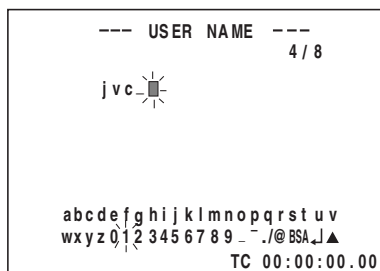 --- USER NAME ---
4/8
jvc_
abcdefghijklmnopqrstuv
wxyz0123456789_-./@BSA↲▲
TC 00:00:00.00